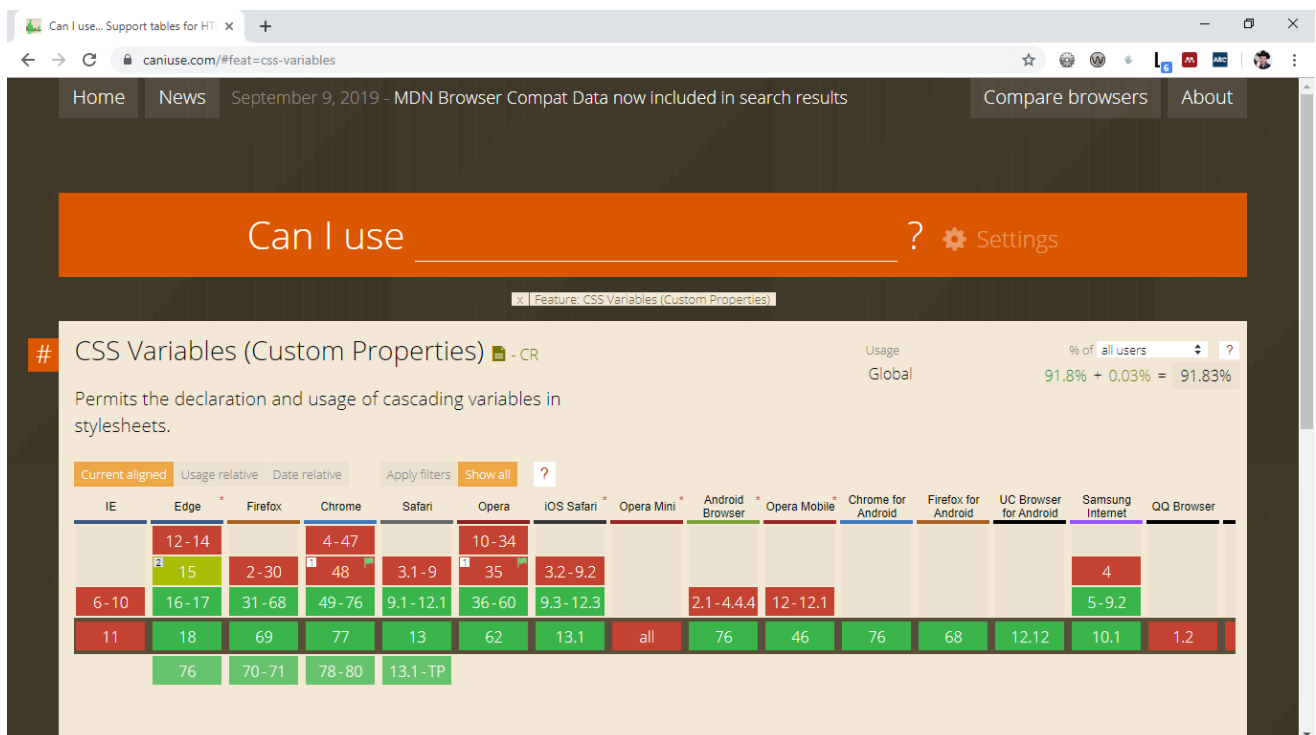 Can I use... Support tables for HT
caniuse.com/#feat=css-variables
6
ARC
Home News September 9, 2019 - MDN Browser Compat Data now included in search results Compare browsers About
Can I use ? Settings
x Feature: CSS Variables (Custom Properties)
# CSS Variables (Custom Properties) - CR
Usage % of all users ?
Global 91.8% + 0.03% = 91.83%
Permits the declaration and usage of cascading variables in
stylesheets.
Current aligned Usage relative Date relative Apply filters Show all ?
IE Edge * Firefox Chrome Safari Opera iOS Safari * Opera Mini * Android Browser * Opera Mobile * Chrome for Android Firefox for Android UC Browser for Android Samsung Internet QQ Browser
12-14 4-47 10-34
2 15 2-30 1 48 3.1-9 1 35 3.2-9.2 4
6-10 16-17 31-68 49-76 9.1-12.1 36-60 9.3-12.3 2.1-4.4.4 12-12.1 5-9.2
11 18 69 77 13 62 13.1 all 76 46 76 68 12.12 10.1 1.2
76 70-71 78-80 13.1-TP